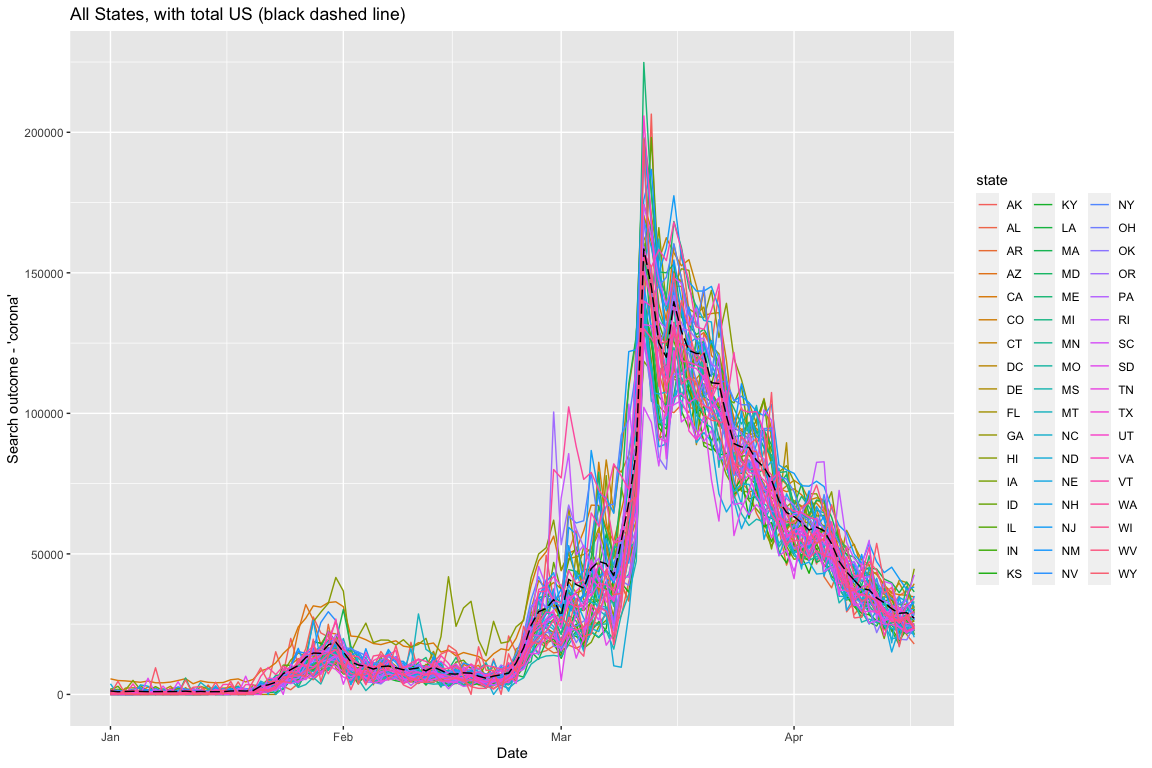 All States, with total US (black dashed line)
Search outcome - 'corona'
200000
150000
100000
50000
0
Jan Feb Mar Apr
Date
state
AK KY NY
AL LA OH
AR MA OK
AZ MD OR
CA ME PA
CO MI RI
CT MN SC
DC MO SD
DE MS TN
FL MT TX
GA NC UT
HI ND VA
IA NE VT
ID NH WA
IL NJ WI
IN NM WV
KS NV WY